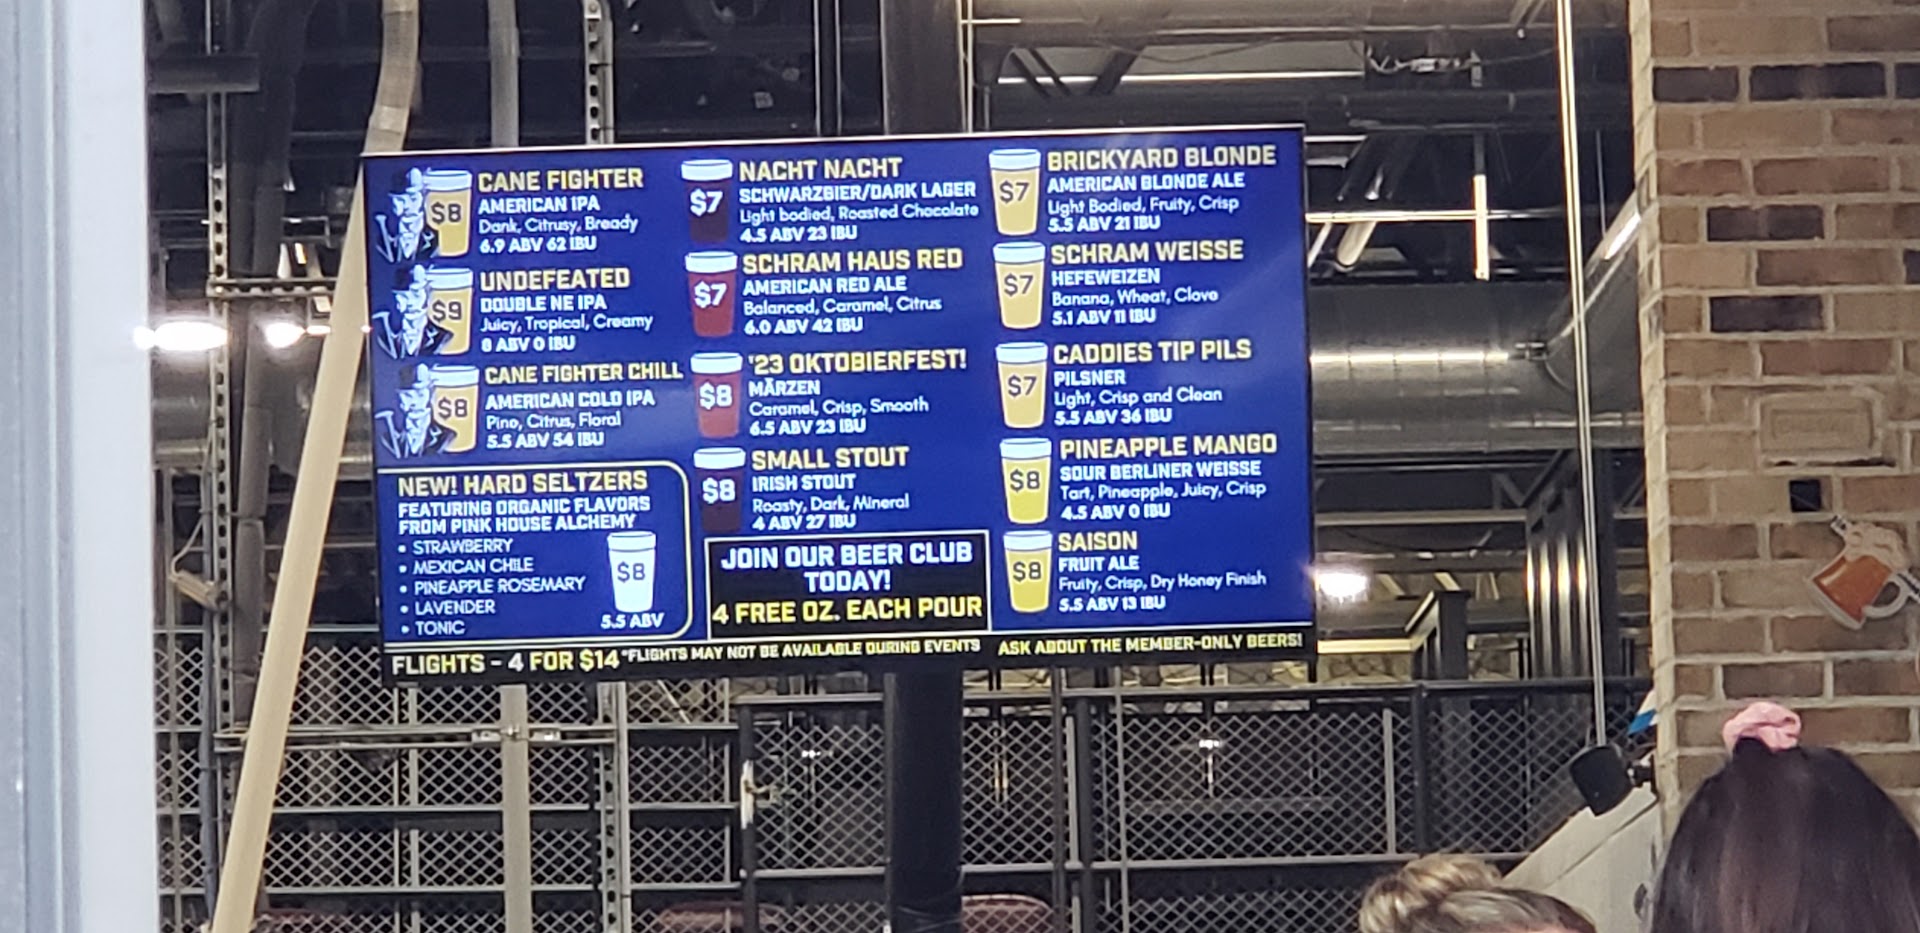 $8
CANE FIGHTER
AMERICAN IPA
Dank, Citrusy, Bready
6.9 ABV 62 IBU
$9
UNDEFEATED
DOUBLE NE IPA
Juicy, Tropical, Creamy
8 ABV 0 IBU
$8
CANE FIGHTER CHILL
AMERICAN COLD IPA
Pine, Citrus, Floral
5.5 ABV 54 IBU
NEW! HARD SELTZERS
FEATURING ORGANIC FLAVORS
FROM PINK HOUSE ALCHEMY
• STRAWBERRY
• MEXICAN CHILE
• PINEAPPLE ROSEMARY
• LAVENDER
• TONIC
$8
5.5 ABV
$7
NACHT NACHT
SCHWARZBIER/DARK LAGER
Light bodied, Roasted Chocolate
4.5 ABV 23 IBU
$7
SCHRAM HAUS RED
AMERICAN RED ALE
Balanced, Caramel, Citrus
6.0 ABV 42 IBU
$8
'23 OKTOBIERFEST!
MÄRZEN
Caramel, Crisp, Smooth
6.5 ABV 23 IBU
$8
SMALL STOUT
IRISH STOUT
Roasty, Dark, Mineral
4 ABV 27 IBU
JOIN OUR BEER CLUB
TODAY!
4 FREE OZ. EACH POUR
$7
BRICKYARD BLONDE
AMERICAN BLONDE ALE
Light Bodied, Fruity, Crisp
5.5 ABV 21 IBU
$7
SCHRAM WEISSE
HEFEWEIZEN
Banana, Wheat, Clove
5.1 ABV 11 IBU
$7
CADDIES TIP PILS
PILSNER
Light, Crisp and Clean
5.5 ABV 36 IBU
$8
PINEAPPLE MANGO
SOUR BERLINER WEISSE
Tart, Pineapple, Juicy, Crisp
4.5 ABV 0 IBU
$8
SAISON
FRUIT ALE
Fruity, Crisp, Dry Honey Finish
5.5 ABV 13 IBU
FLIGHTS - 4 FOR $14 *FLIGHTS MAY NOT BE AVAILABLE DURING EVENTS ASK ABOUT THE MEMBER-ONLY BEERS!